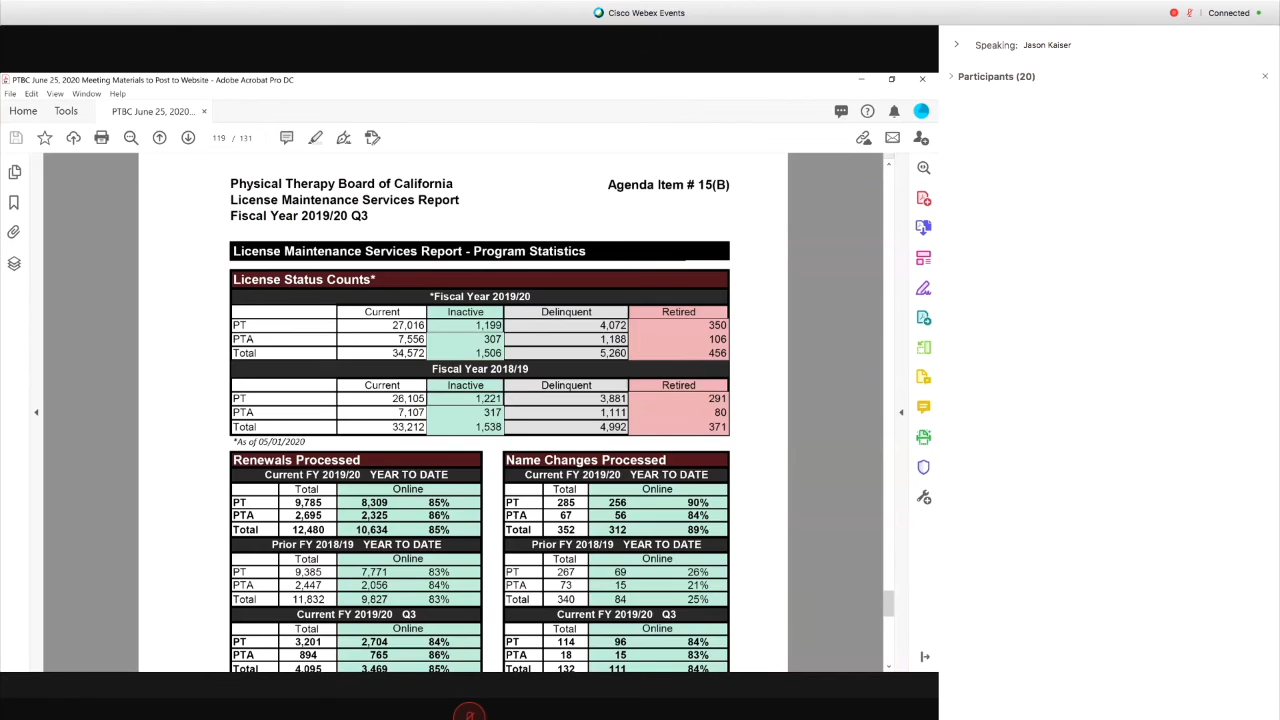 Cisco Webex Events
Connected
Speaking: Jason Kaiser
Participants (20)
PTBC June 25, 2020 Meeting Materials to Post to Website - Adobe Acrobat Pro DC
File Edit View Window Help
Home Tools PTBC June 25, 2020... ×
119 / 131
Physical Therapy Board of California
Agenda Item # 15(B)
License Maintenance Services Report
Fiscal Year 2019/20 Q3
License Maintenance Services Report - Program Statistics
License Status Counts*
*Fiscal Year 2019/20
Current Inactive Delinquent Retired
PT 27,016 1,199 4,072 350
PTA 7,556 307 1,188 106
Total 34,572 1,506 5,260 456
Fiscal Year 2018/19
Current Inactive Delinquent Retired
PT 26,105 1,221 3,881 291
PTA 7,107 317 1,111 80
Total 33,212 1,538 4,992 371
*As of 05/01/2020
Renewals Processed
Current FY 2019/20 YEAR TO DATE
Total Online
PT 9,785 8,309 85%
PTA 2,695 2,325 86%
Total 12,480 10,634 85%
Prior FY 2018/19 YEAR TO DATE
Total Online
PT 9,385 7,771 83%
PTA 2,447 2,056 84%
Total 11,832 9,827 83%
Current FY 2019/20 Q3
Total Online
PT 3,201 2,704 84%
PTA 894 765 86%
Total 4,095 3,469 85%
Name Changes Processed
Current FY 2019/20 YEAR TO DATE
Total Online
PT 285 256 90%
PTA 67 56 84%
Total 352 312 89%
Prior FY 2018/19 YEAR TO DATE
Total Online
PT 267 69 26%
PTA 73 15 21%
Total 340 84 25%
Current FY 2019/20 Q3
Total Online
PT 114 96 84%
PTA 18 15 83%
Total 132 111 84%